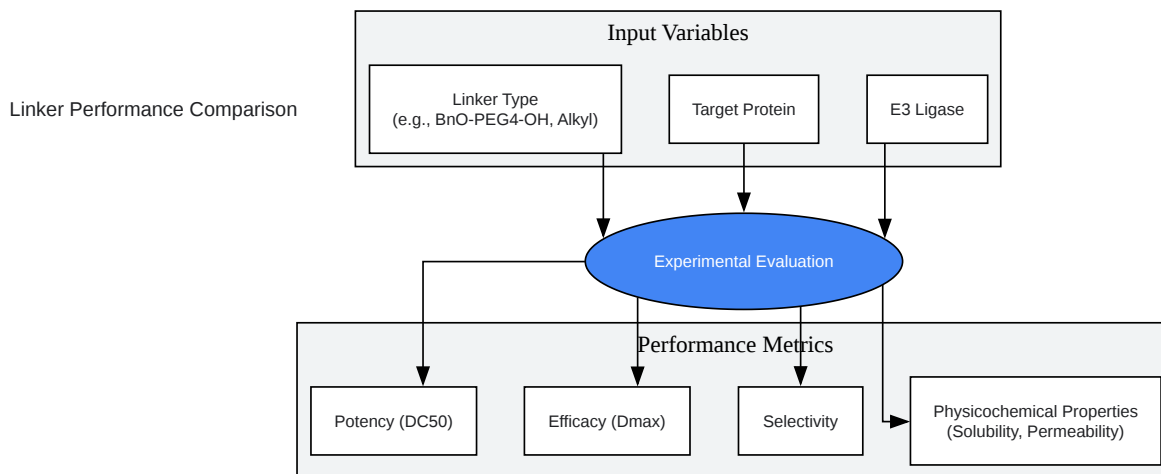 Input Variables
Linker Performance Comparison
Linker Type
(e.g., BnO-PEG4-OH, Alkyl)
Target Protein
E3 Ligase
Experimental Evaluation
Performance Metrics
Potency (DC50)
Efficacy (Dmax)
Selectivity
Physicochemical Properties
(Solubility, Permeability)